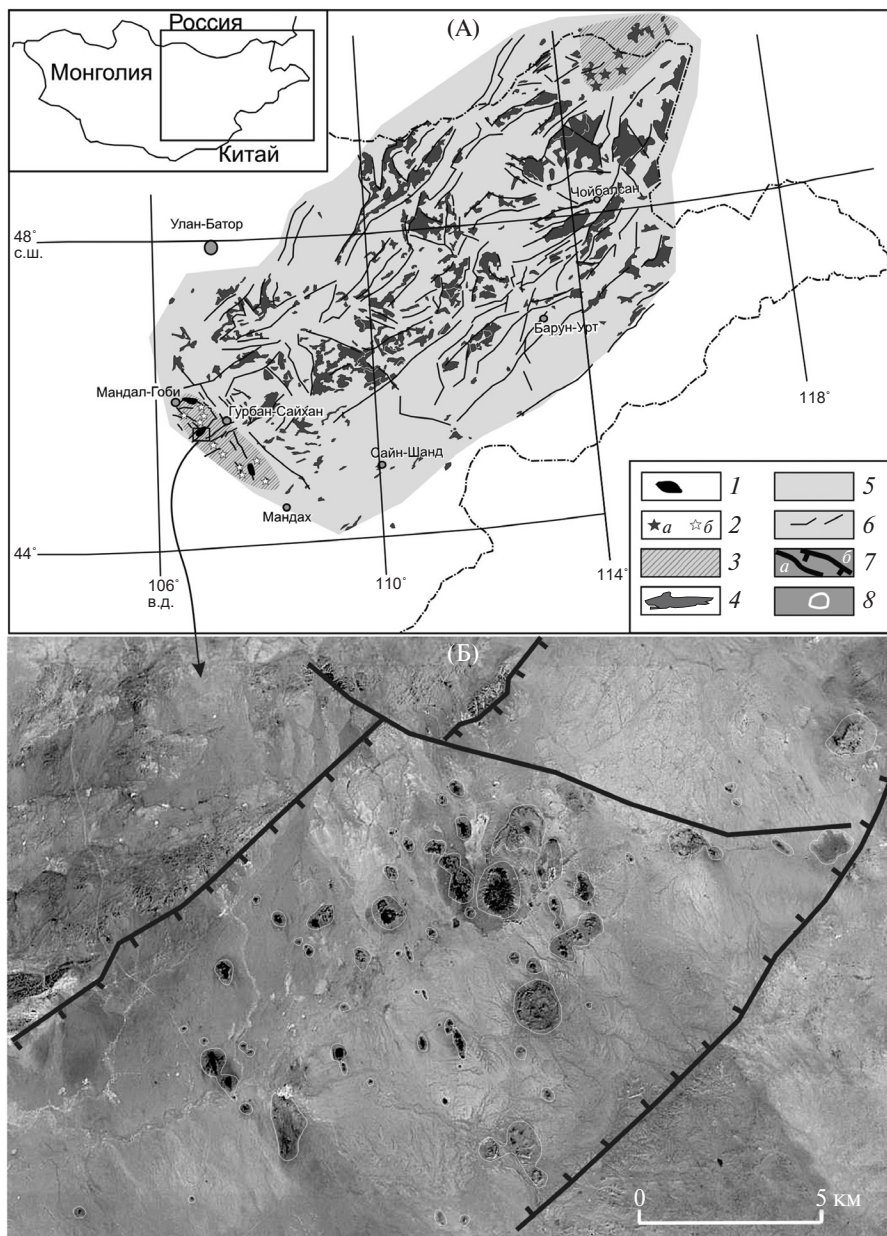 Россия
(А)
Монголия
Китай
Чойбалсан
Улан-Батор
48°
с.ш.
Барун-Урт
118°
Мандал-Гоби
Гурбан-Сайхан
Сайн-Шанд
Мандах
44°
106°
в.д.
110°
114°
1
5
а б 2
6
3
а б 7
4
8
(Б)
0 5 км